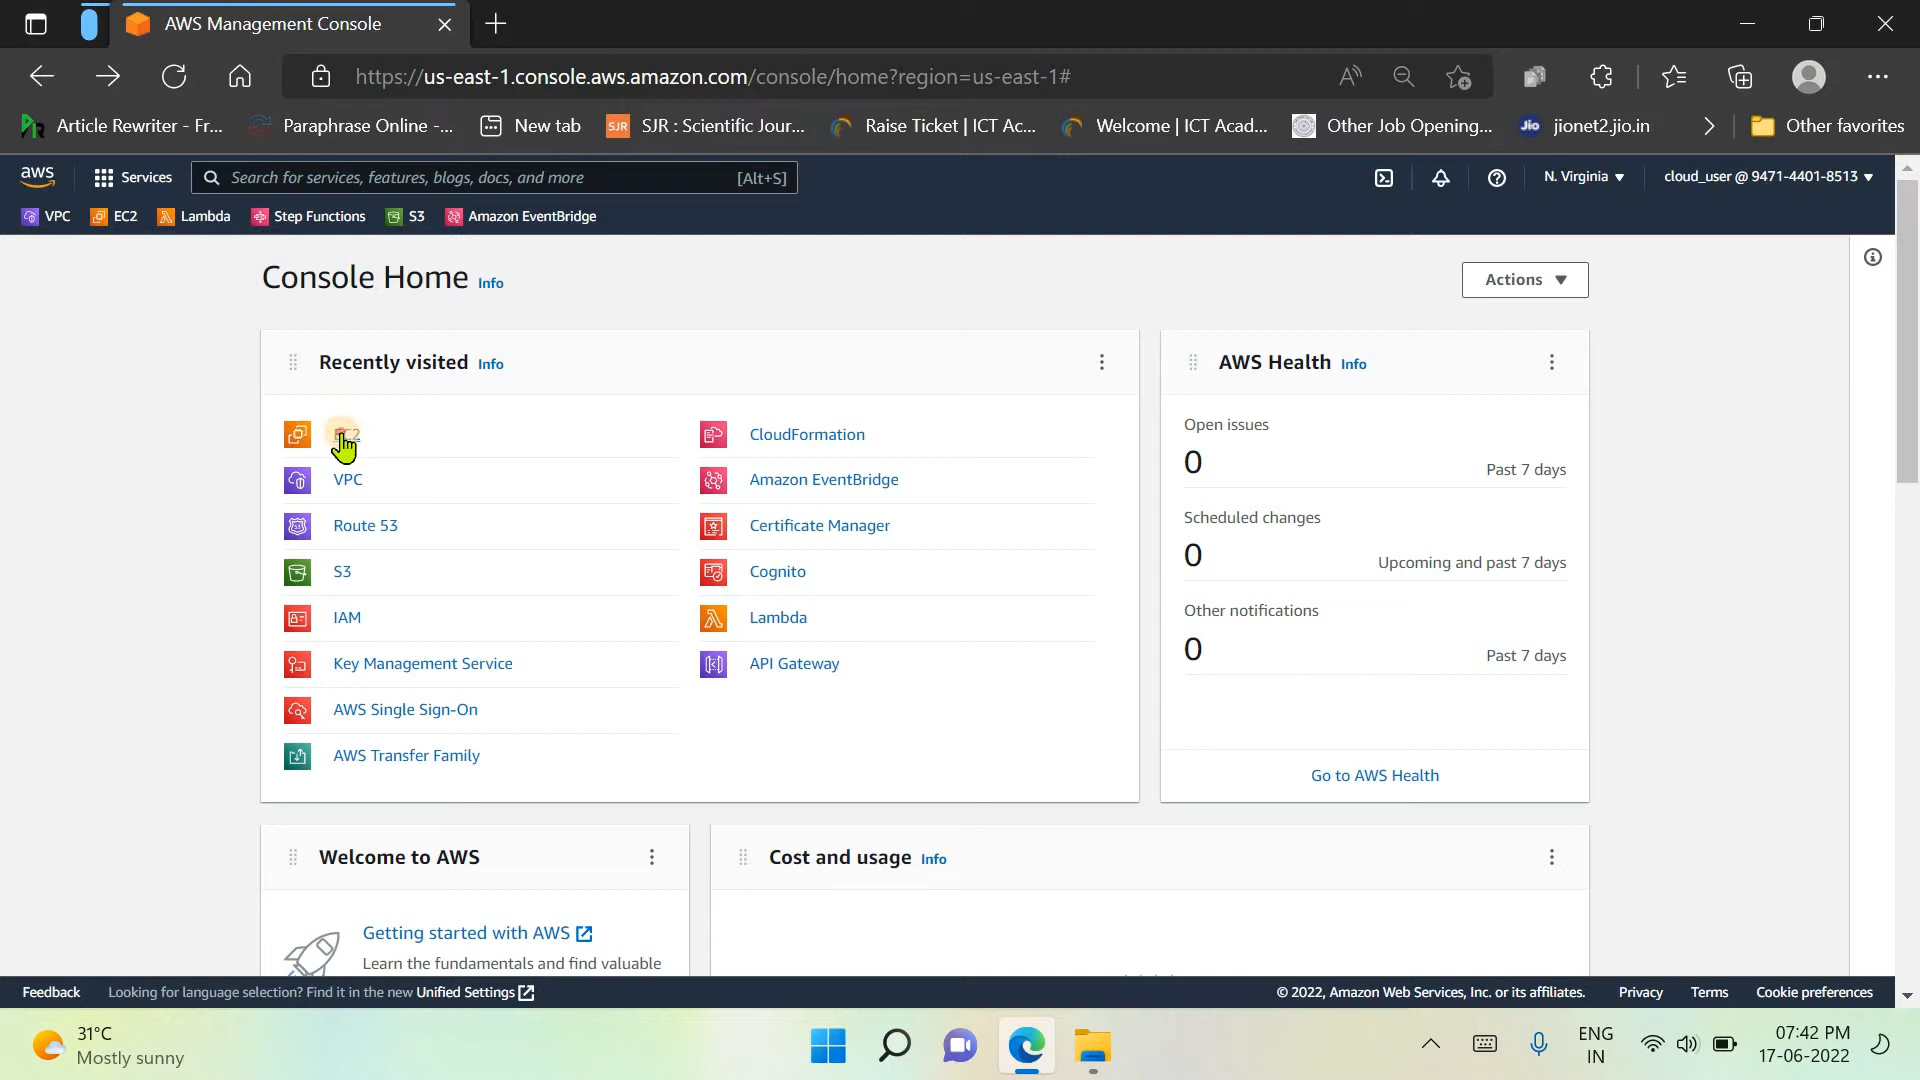 AWS Management Console
https://us-east-1.console.aws.amazon.com/console/home?region=us-east-1#
Article Rewriter - Fr...
Paraphrase Online -...
New tab
SJR
SJR : Scientific Jour...
Raise Ticket | ICT Ac...
Welcome | ICT Acad...
Other Job Opening...
Jio
jionet2.jio.in
Other favorites
aws
Services
Search for services, features, blogs, docs, and more
[Alt+S]
N. Virginia
cloud_user @ 9471-4401-8513
VPC
EC2
Lambda
Step Functions
S3
Amazon EventBridge
Console Home Info
Actions
Recently visited Info
EC2
VPC
Route 53
S3
IAM
Key Management Service
AWS Single Sign-On
AWS Transfer Family
CloudFormation
Amazon EventBridge
Certificate Manager
Cognito
Lambda
API Gateway
AWS Health Info
Open issues
0
Past 7 days
Scheduled changes
0
Upcoming and past 7 days
Other notifications
0
Past 7 days
Go to AWS Health
Welcome to AWS
Getting started with AWS
Learn the fundamentals and find valuable
Cost and usage Info
Feedback
Looking for language selection? Find it in the new Unified Settings
© 2022, Amazon Web Services, Inc. or its affiliates.
Privacy
Terms
Cookie preferences
31°C
Mostly sunny
ENG
IN
07:42 PM
17-06-2022